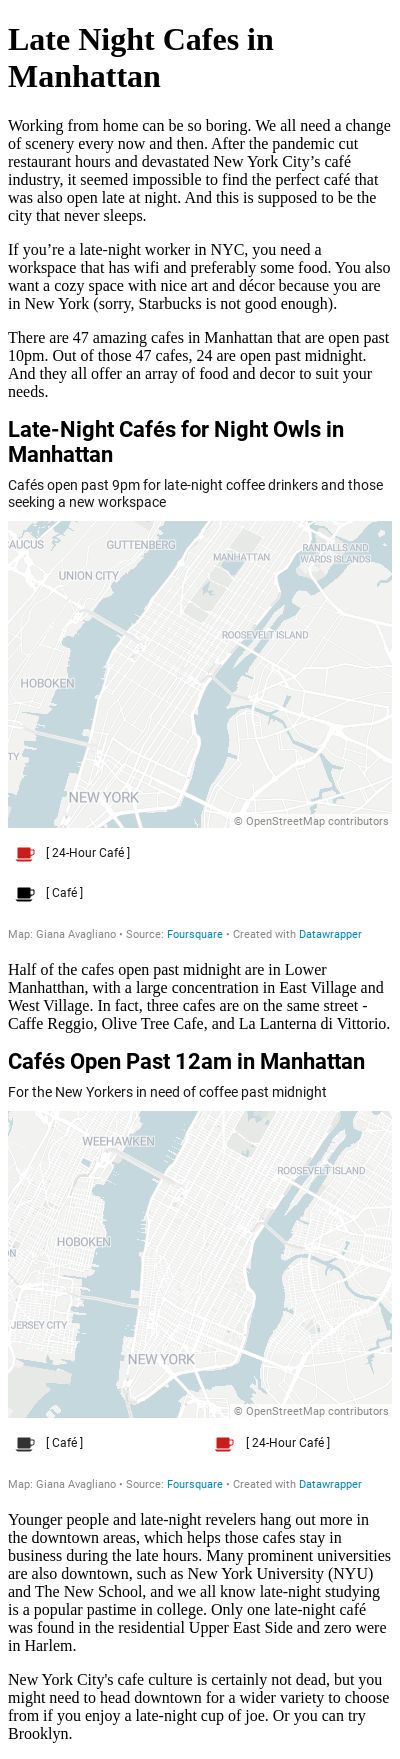 Late Night Cafes in
Manhattan
Working from home can be so boring. We all need a change
of scenery every now and then. After the pandemic cut
restaurant hours and devastated New York City’s café
industry, it seemed impossible to find the perfect café that
was also open late at night. And this is supposed to be the
city that never sleeps.
If you’re a late-night worker in NYC, you need a
workspace that has wifi and preferably some food. You also
want a cozy space with nice art and décor because you are
in New York (sorry, Starbucks is not good enough).
There are 47 amazing cafes in Manhattan that are open past
10pm. Out of those 47 cafes, 24 are open past midnight.
And they all offer an array of food and decor to suit your
needs.
Late-Night Cafés for Night Owls in
Manhattan
Cafés open past 9pm for late-night coffee drinkers and those
seeking a new workspace
CAUCUS
GUTTENBERG
MANHATTAN
RANDALLS AND
WARDS ISLANDS
UNION CITY
ROOSEVELT ISLAND
HOBOKEN
TY
NEW YORK
© OpenStreetMap contributors
[ 24-Hour Café ]
[ Café ]
Map: Giana Avagliano • Source: Foursquare • Created with Datawrapper
Half of the cafes open past midnight are in Lower
Manhatthan, with a large concentration in East Village and
West Village. In fact, three cafes are on the same street -
Caffe Reggio, Olive Tree Cafe, and La Lanterna di Vittorio.
Cafés Open Past 12am in Manhattan
For the New Yorkers in need of coffee past midnight
WEEHAWKEN
ROOSEVELT ISLAND
HOBOKEN
ON
JERSEY CITY
NEW YORK
© OpenStreetMap contributors
[ Café ]
[ 24-Hour Café ]
Map: Giana Avagliano • Source: Foursquare • Created with Datawrapper
Younger people and late-night revelers hang out more in
the downtown areas, which helps those cafes stay in
business during the late hours. Many prominent universities
are also downtown, such as New York University (NYU)
and The New School, and we all know late-night studying
is a popular pastime in college. Only one late-night café
was found in the residential Upper East Side and zero were
in Harlem.
New York City's cafe culture is certainly not dead, but you
might need to head downtown for a wider variety to choose
from if you enjoy a late-night cup of joe. Or you can try
Brooklyn.